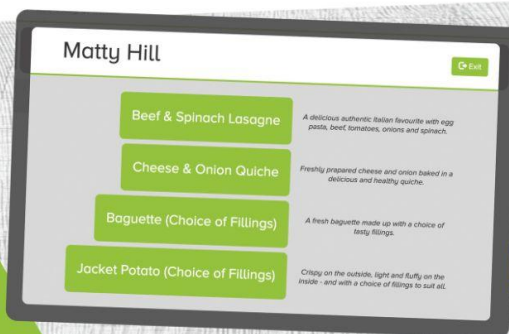 Matty Hill
Exit
Beef & Spinach Lasagne
A delicious authentic Italian favourite with egg
pasta, beef, tomatoes, onions and spinach.
Cheese & Onion Quiche
Freshly prepared cheese and onion baked in a
delicious and healthy quiche.
Baguette (Choice of Fillings)
A fresh baguette made up with a choice of
tasty fillings.
Jacket Potato (Choice of Fillings)
Crispy on the outside, light and fluffy on the
inside - and with a choice of fillings to suit all.